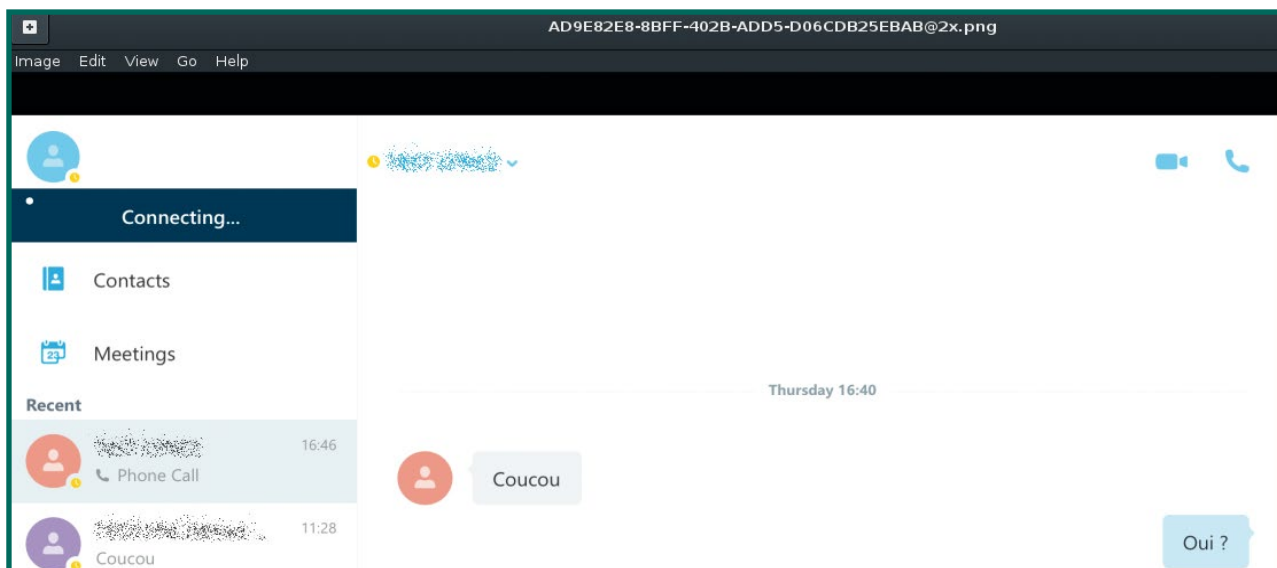 AD9E82E8-8BFF-402B-ADD5-D06CDB25EBAB@2x.png
Image Edit View Go Help
Connecting...
Contacts
23
Meetings
Recent
16:46
Phone Call
11:28
Coucou
Thursday 16:40
Coucou
Oui ?